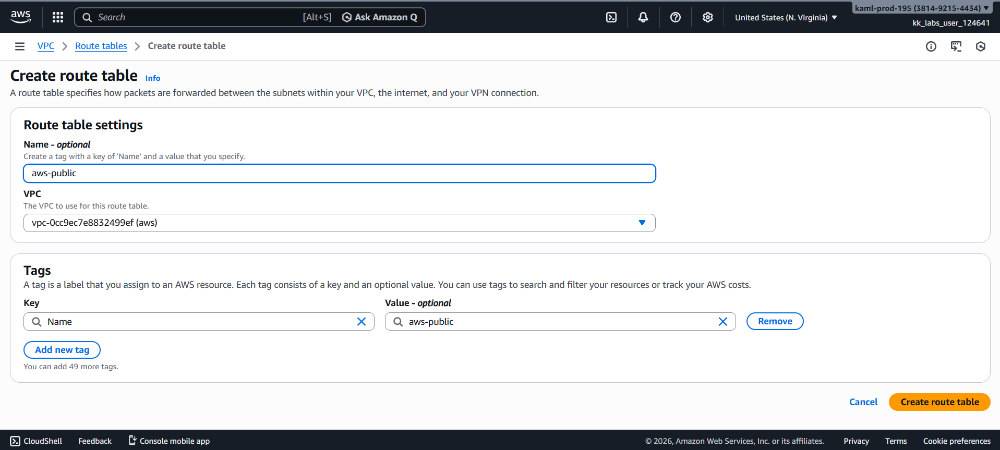 aws
Search [Alt+S] Ask Amazon Q
United States (N. Virginia) ▼
kaml-prod-195 (3814-9215-4434) ▼
kk_labs_user_124641
VPC > Route tables > Create route table
Create route table Info
A route table specifies how packets are forwarded between the subnets within your VPC, the internet, and your VPN connection.
Route table settings
Name - optional
Create a tag with a key of 'Name' and a value that you specify.
aws-public
VPC
The VPC to use for this route table.
vpc-0cc9ec7e8832499ef (aws)
Tags
A tag is a label that you assign to an AWS resource. Each tag consists of a key and an optional value. You can use tags to search and filter your resources or track your AWS costs.
Key Value - optional
Name aws-public Remove
Add new tag
You can add 49 more tags.
Cancel Create route table
CloudShell Feedback Console mobile app © 2026, Amazon Web Services, Inc. or its affiliates. Privacy Terms Cookie preferences